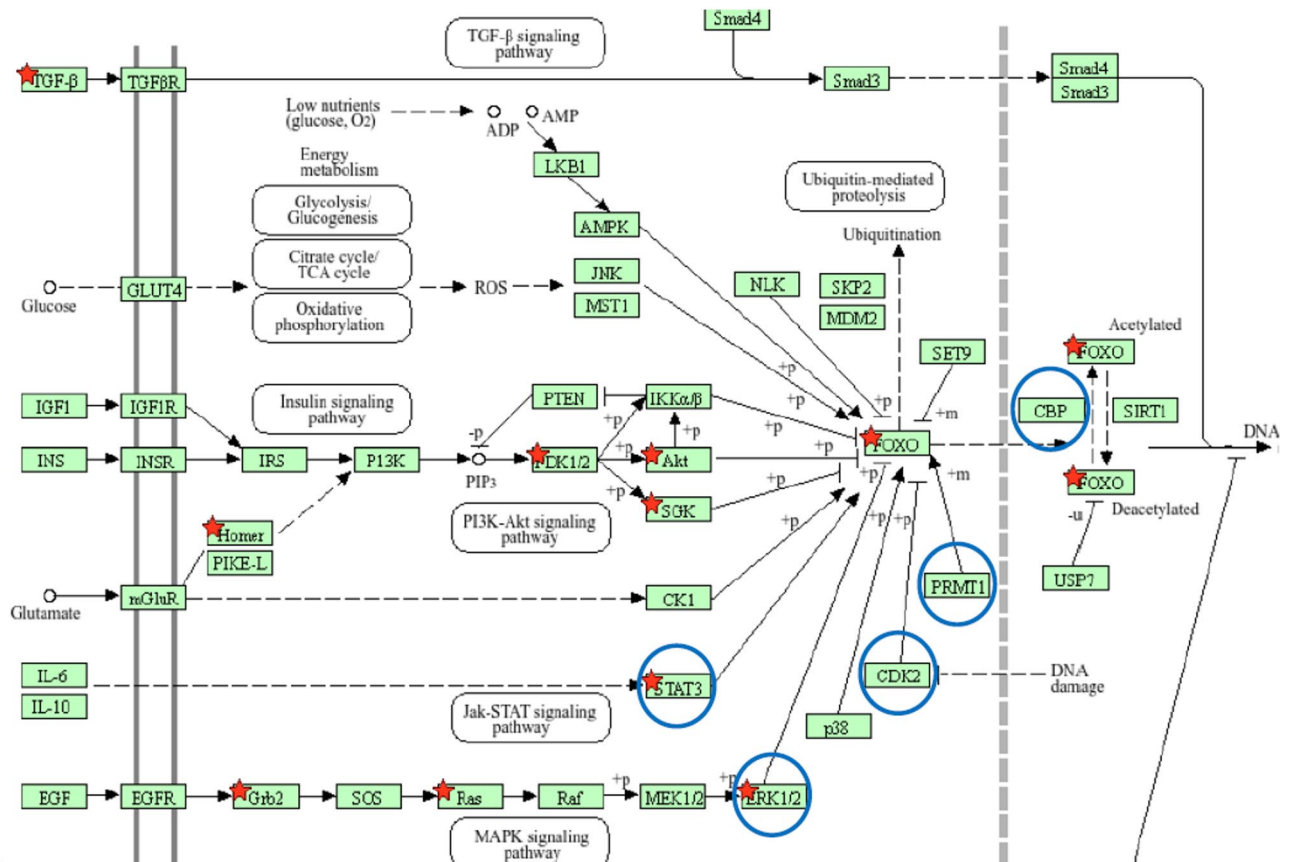 Smad4
TGF-β signaling
pathway
TGF-β
TGFβR
Smad3
Smad4
Smad3
Low nutrients
(glucose, O2)
ADP
AMP
Energy
metabolism
LKB1
Ubiquitin-mediated
proteolysis
Glycolysis/
Glucogenesis
AMPK
Ubiquitination
Citrate cycle/
TCA cycle
JNK
NLK
SKP2
Glucose
GLUT4
ROS
MST1
MDM2
Oxidative
phosphorylation
Acetylated
SET9
FOXO
+p
IGF1
IGF1R
Insulin signaling
pathway
PTEN
IKKα/β
+p
+p
+m
CBP
SIRT1
-p
+p
+p
+p
FOXO
DNA
INS
INSR
IRS
P13K
PIP3
PDK1/2
+p
Akt
+p
+p
+m
FOXO
Deacetylated
+p
SGK
+p
-u
Homer
PIKE-L
PI3K-Akt signaling
pathway
+p
+p
+p
USP7
PRMT1
Glutamate
mGluR
CK1
IL-6
IL-10
STAT3
CDK2
DNA
damage
Jak-STAT signaling
pathway
p38
EGF
EGFR
Grb2
SOS
Ras
Raf
+p
MEK1/2
+p
ERK1/2
MAPK signaling
pathway